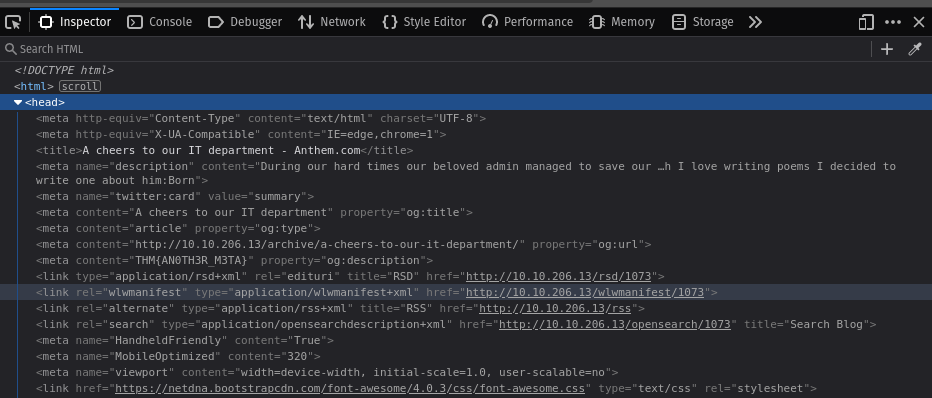 Inspector Console Debugger Network Style Editor Performance Memory Storage
Search HTML
<!DOCTYPE html>
<html> scroll
<head>
<meta http-equiv="Content-Type" content="text/html" charset="UTF-8">
<meta http-equiv="X-UA-Compatible" content="IE=edge,chrome=1">
<title>A cheers to our IT department - Anthem.com</title>
<meta name="description" content="During our hard times our beloved admin managed to save our …h I love writing poems I decided to
write one about him:Born">
<meta name="twitter:card" value="summary">
<meta content="A cheers to our IT department" property="og:title">
<meta content="article" property="og:type">
<meta content="http://10.10.206.13/archive/a-cheers-to-our-it-department/" property="og:url">
<meta content="THM{AN0TH3R_M3TA}" property="og:description">
<link type="application/rsd+xml" rel="edituri" title="RSD" href="http://10.10.206.13/rsd/1073">
<link rel="wlwmanifest" type="application/wlwmanifest+xml" href="http://10.10.206.13/wlwmanifest/1073">
<link rel="alternate" type="application/rss+xml" title="RSS" href="http://10.10.206.13/rss">
<link rel="search" type="application/opensearchdescription+xml" href="http://10.10.206.13/opensearch/1073" title="Search Blog">
<meta name="HandheldFriendly" content="True">
<meta name="MobileOptimized" content="320">
<meta name="viewport" content="width=device-width, initial-scale=1.0, user-scalable=no">
<link href="https://netdna.bootstrapcdn.com/font-awesome/4.0.3/css/font-awesome.css" type="text/css" rel="stylesheet">